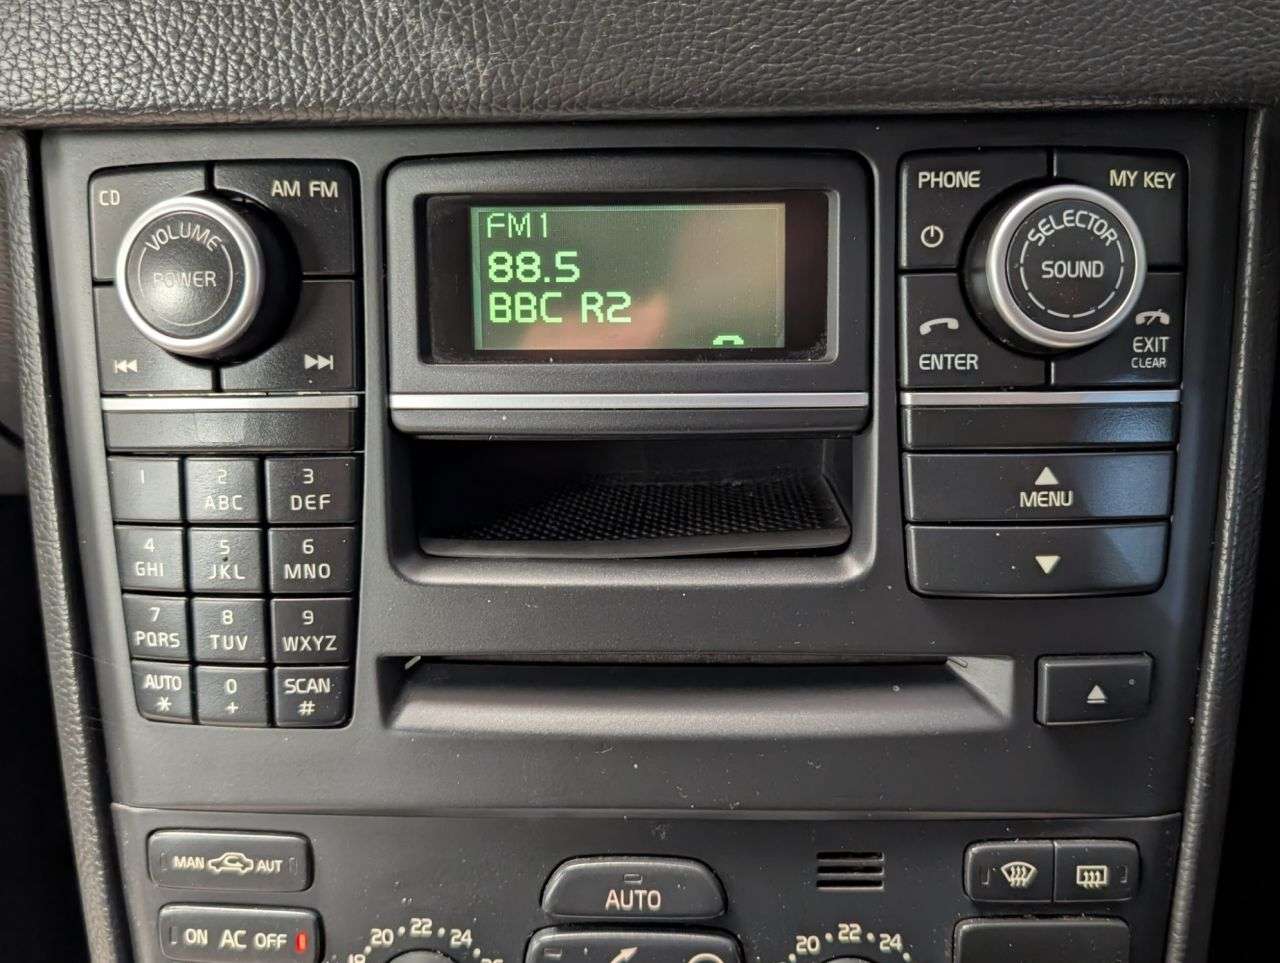 CD
AM FM
VOLUME
POWER
FM1
88.5
BBC R2
PHONE
MY KEY
SELECTOR
SOUND
ENTER
EXIT
CLEAR
MENU
1
2
ABC
3
DEF
4
GHI
5
JKL
6
MNO
7
PQRS
8
TUV
9
WXYZ
AUTO
*
0
+
SCAN
#
MAN AUT
ON AC OFF
AUTO
20 22 24
20 22 24